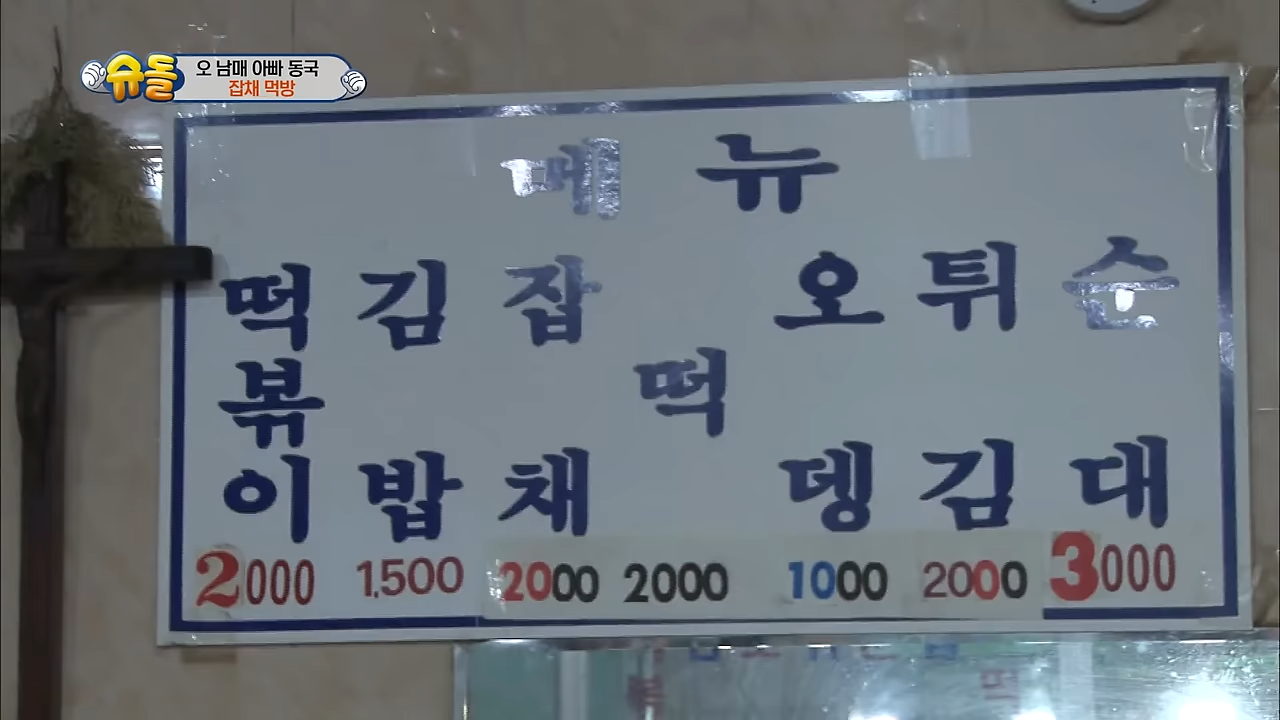 슈돌
오 남매 아빠 동국
잡채 먹방
메뉴
떡볶이 2000
김밥 1,500
잡채 2000
떡 2000
오뎅 1000
튀김 2000
순대 3000